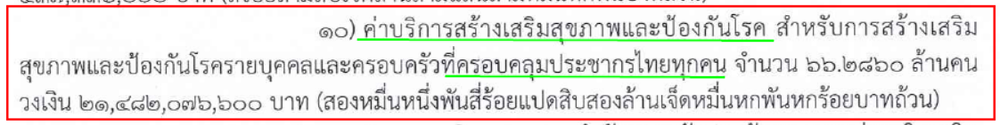 ๑๐) ค่าบริการสร้างเสริมสุขภาพและป้องกันโรค สำหรับการสร้างเสริม
สุขภาพและป้องกันโรครายบุคคลและครอบครัวที่ครอบคลุมประชากรไทยทุกคน จำนวน ๖๖.๒๘๖๐ ล้านคน
วงเงิน ๒๑,๔๘๒,๐๗๖,๖๐๐ บาท (สองหมื่นหนึ่งพันสี่ร้อยแปดสิบสองล้านเจ็ดหมื่นหกพันหกร้อยบาทถ้วน)